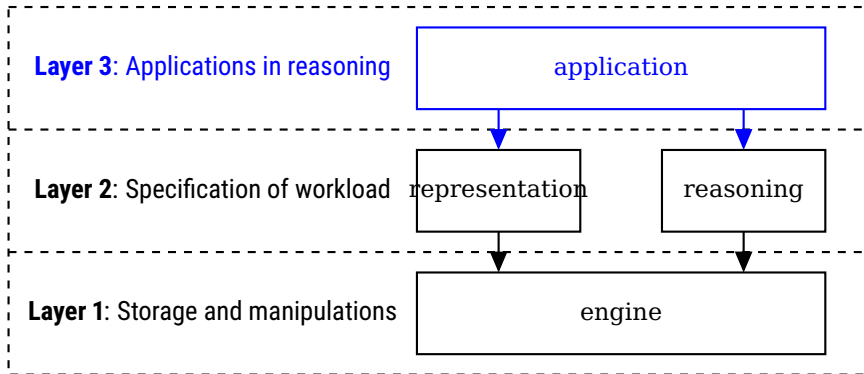 Layer 3: Applications in reasoning
application
Layer 2: Specification of workload
representation
reasoning
Layer 1: Storage and manipulations
engine